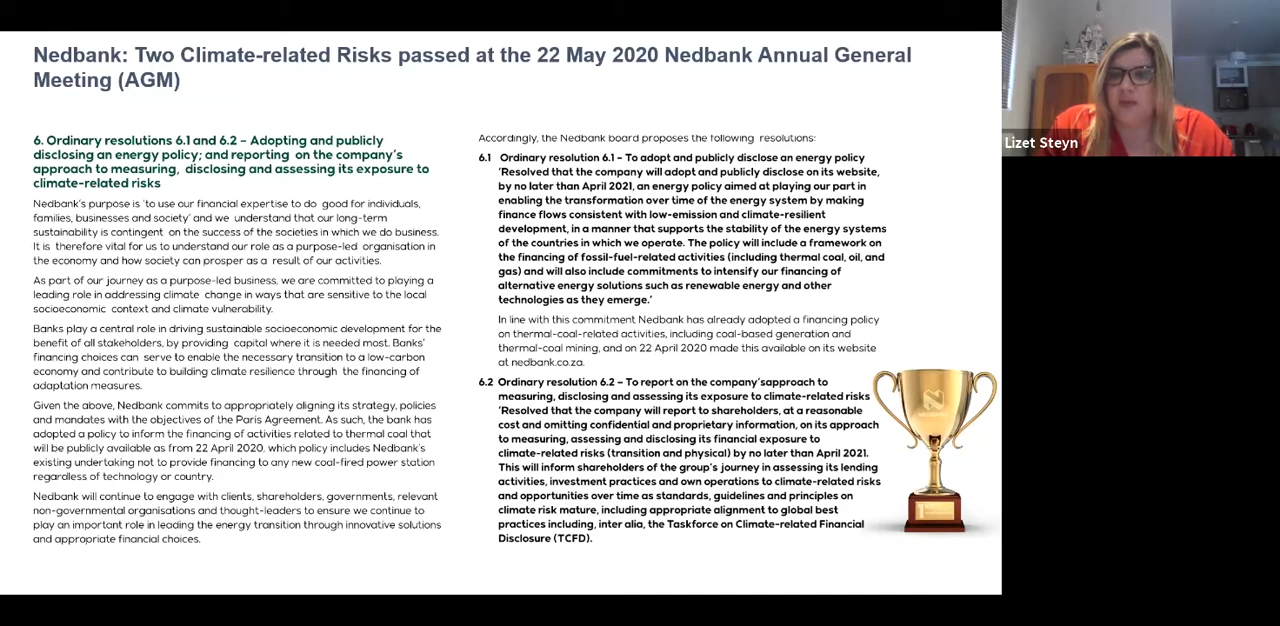 Nedbank: Two Climate-related Risks passed at the 22 May 2020 Nedbank Annual General
Meeting (AGM)
6. Ordinary resolutions 6.1 and 6.2 – Adopting and publicly
disclosing an energy policy; and reporting on the company's
approach to measuring, disclosing and assessing its exposure to
climate-related risks
Nedbank's purpose is 'to use our financial expertise to do good for individuals,
families, businesses and society' and we understand that our long-term
sustainability is contingent on the success of the societies in which we do business.
It is therefore vital for us to understand our role as a purpose-led organisation in
the economy and how society can prosper as a result of our activities.
As part of our journey as a purpose-led business, we are committed to playing a
leading role in addressing climate change in ways that are sensitive to the local
socioeconomic context and climate vulnerability.
Banks play a central role in driving sustainable socioeconomic development for the
benefit of all stakeholders, by providing capital where it is needed most. Banks'
financing choices can serve to enable the necessary transition to a low-carbon
economy and contribute to building climate resilience through the financing of
adaptation measures.
Given the above, Nedbank commits to appropriately aligning its strategy, policies
and mandates with the objectives of the Paris Agreement. As such, the bank has
adopted a policy to inform the financing of activities related to thermal coal that
will be publicly available as from 22 April 2020, which policy includes Nedbank's
existing undertaking not to provide financing to any new coal-fired power station
regardless of technology or country.
Nedbank will continue to engage with clients, shareholders, governments, relevant
non-governmental organisations and thought-leaders to ensure we continue to
play an important role in leading the energy transition through innovative solutions
and appropriate financial choices.
Accordingly, the Nedbank board proposes the following resolutions:
6.1 Ordinary resolution 6.1 – To adopt and publicly disclose an energy policy
'Resolved that the company will adopt and publicly disclose on its website,
by no later than April 2021, an energy policy aimed at playing our part in
enabling the transformation over time of the energy system by making
finance flows consistent with low-emission and climate-resilient
development, in a manner that supports the stability of the energy systems
of the countries in which we operate. The policy will include a framework on
the financing of fossil-fuel-related activities (including thermal coal, oil, and
gas) and will also include commitments to intensify our financing of
alternative energy solutions such as renewable energy and other
technologies as they emerge.'
In line with this commitment Nedbank has already adopted a financing policy
on thermal-coal-related activities, including coal-based generation and
thermal-coal mining, and on 22 April 2020 made this available on its website
at nedbank.co.za.
6.2 Ordinary resolution 6.2 – To report on the company'sapproach to
measuring, disclosing and assessing its exposure to climate-related risks
'Resolved that the company will report to shareholders, at a reasonable
cost and omitting confidential and proprietary information, on its approach
to measuring, assessing and disclosing its financial exposure to
climate-related risks (transition and physical) by no later than April 2021.
This will inform shareholders of the group's journey in assessing its lending
activities, investment practices and own operations to climate-related risks
and opportunities over time as standards, guidelines and principles on
climate risk mature, including appropriate alignment to global best
practices including, inter alia, the Taskforce on Climate-related Financial
Disclosure (TCFD).
Lizet Steyn